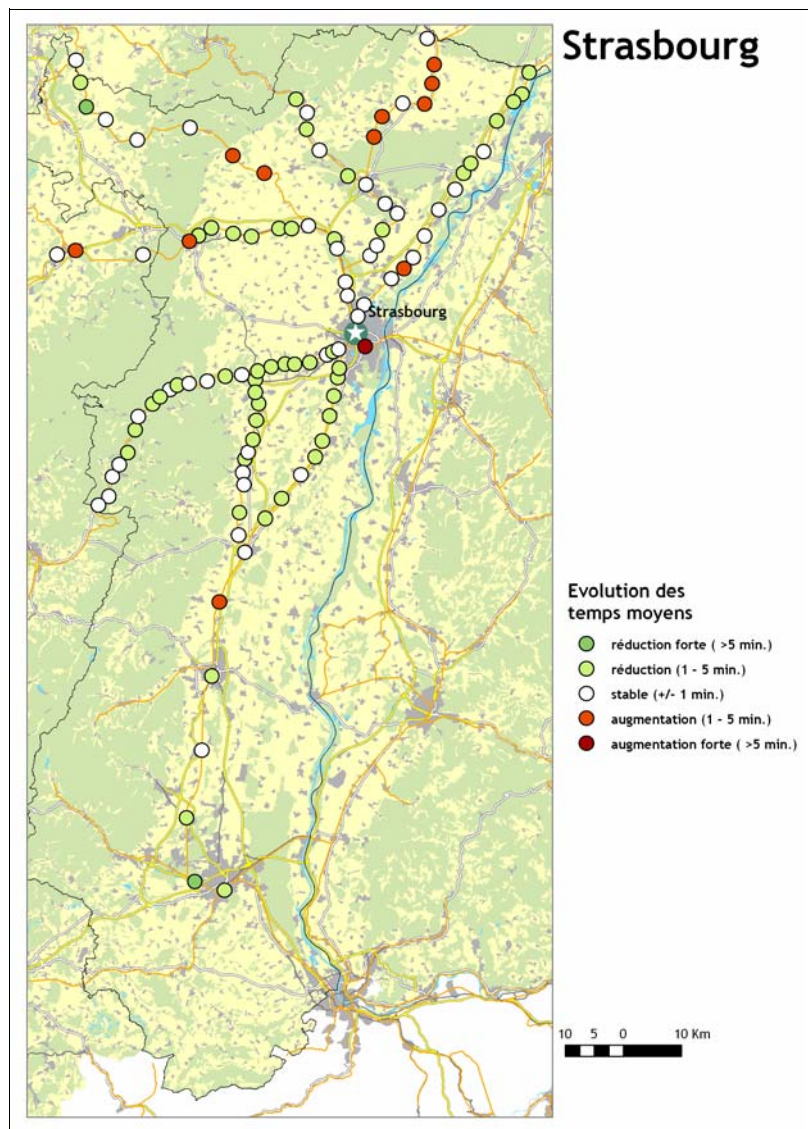 Strasbourg
Strasbourg
Evolution des
temps moyens
réduction forte ( >5 min.)
réduction (1 - 5 min.)
stable (+/- 1 min.)
augmentation (1 - 5 min.)
augmentation forte ( >5 min.)
10 5 0 10 Km